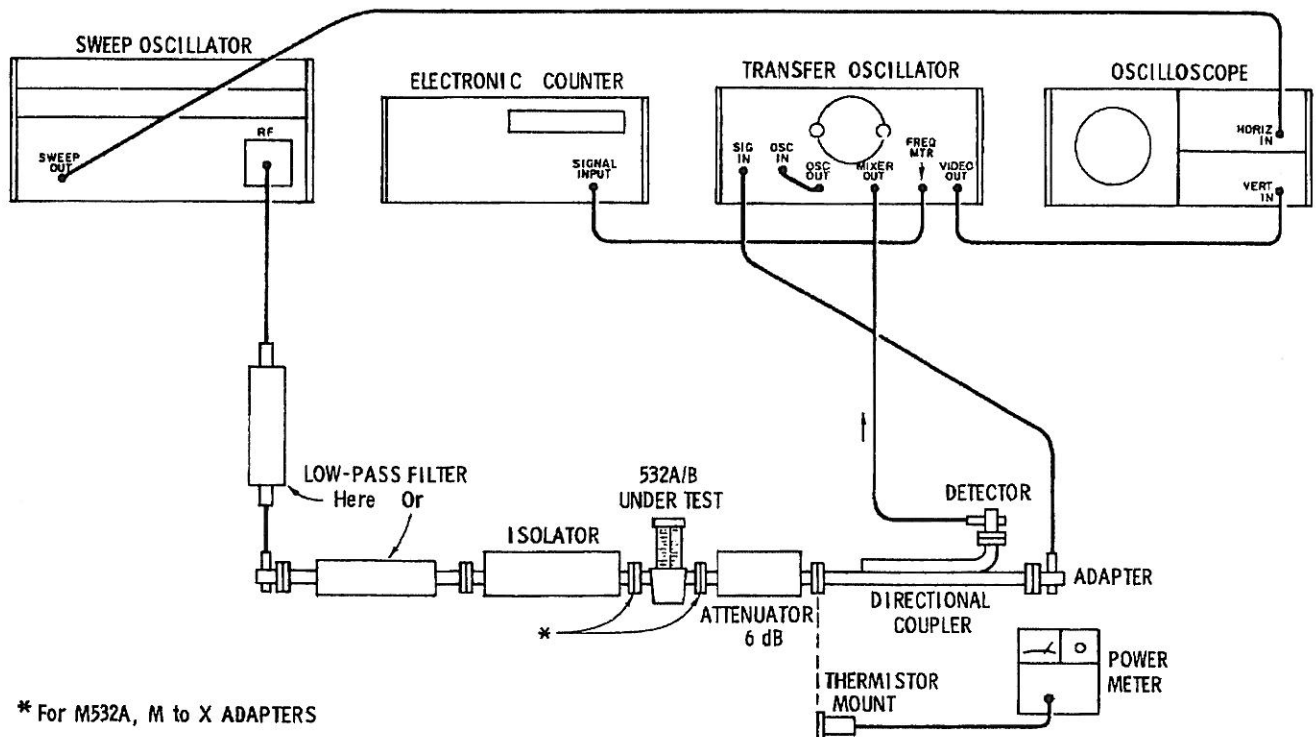 SWEEP OSCILLATOR
ELECTRONIC COUNTER
TRANSFER OSCILLATOR
OSCILLOSCOPE
RF
SWEEP
OUT
SIGNAL
INPUT
SIG
IN
OSC
IN
OSC
OUT
MIXER
OUT
FREQ
MTR
VIDEO
OUT
HORIZ
IN
VERT
IN
LOW-PASS FILTER
Here Or
ISOLATOR
532A/B
UNDER TEST
DETECTOR
ADAPTER
ATTENUATOR
6 dB
DIRECTIONAL
COUPLER
*
THERMISTOR
MOUNT
POWER
METER
* For M532A, M to X ADAPTERS